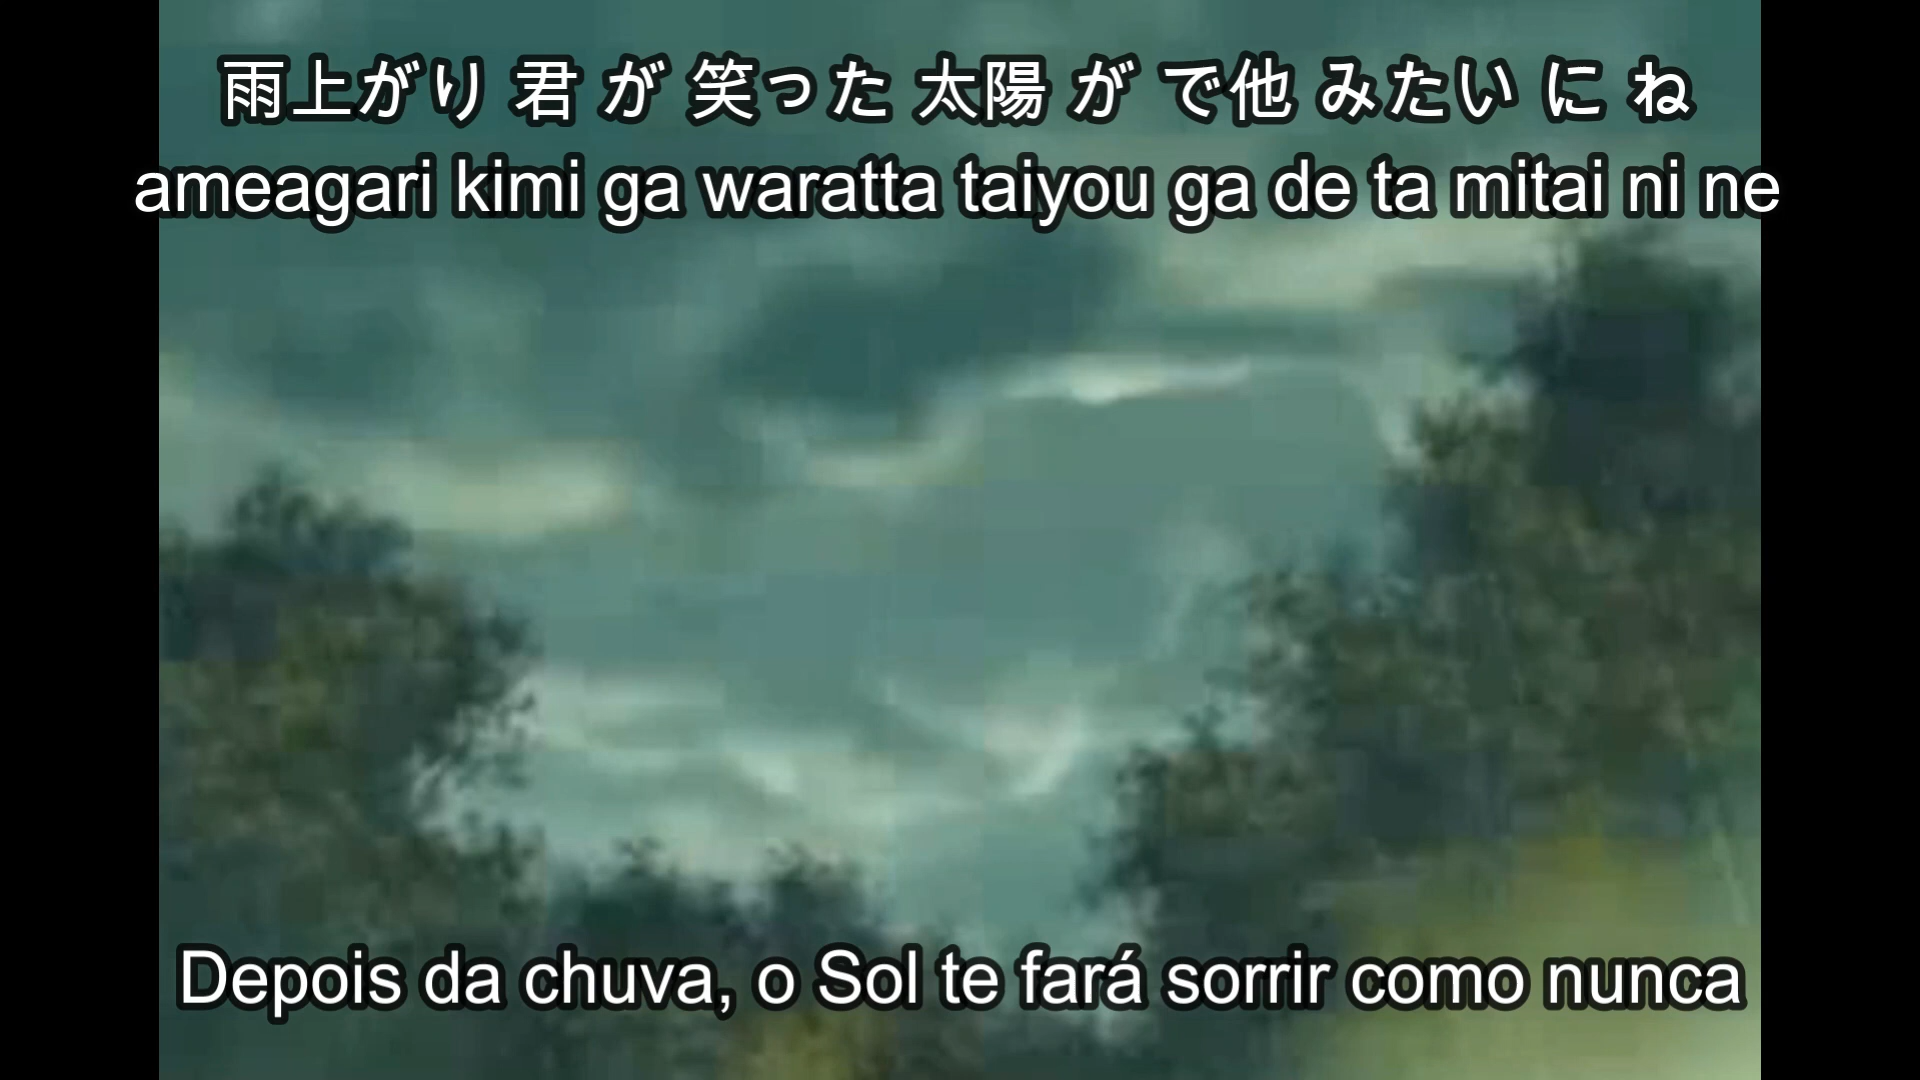 雨上がり 君 が 笑った 太陽 が で他 みたい に ね
ameagari kimi ga waratta taiyou ga de ta mitai ni ne
Depois da chuva, o Sol te fará sorrir como nunca